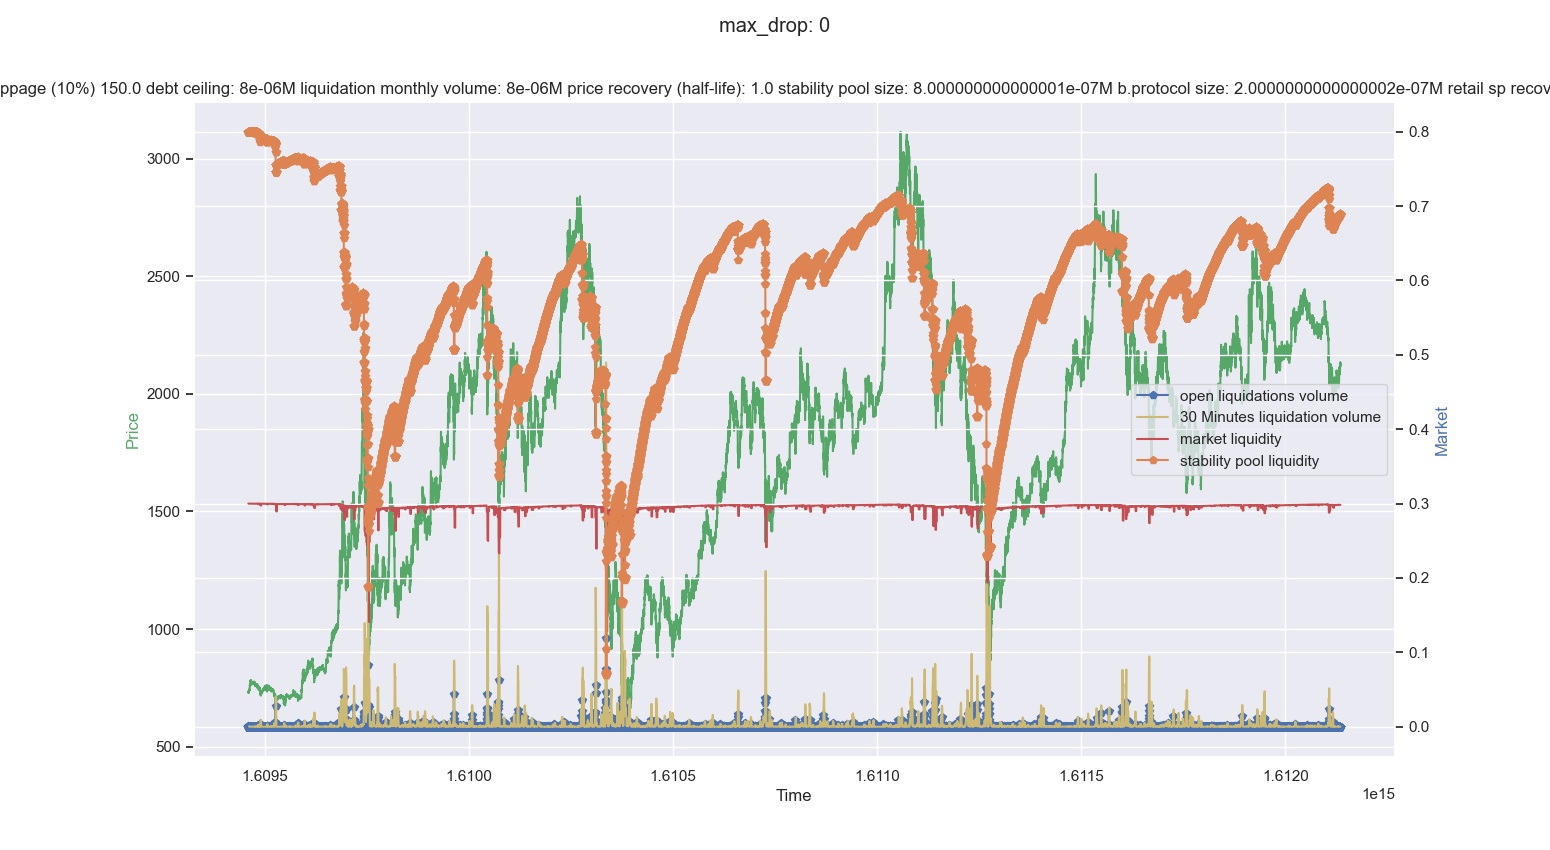 max_drop: 0
ppage (10%) 150.0 debt ceiling: 8e-06M liquidation monthly volume: 8e-06M price recovery (half-life): 1.0 stability pool size: 8.000000000000001e-07M b.protocol size: 2.0000000000000002e-07M retail sp recov
3000
2500
2000
1500
1000
500
Price
0.8
0.7
0.6
0.5
0.4
0.3
0.2
0.1
0.0
Market
open liquidations volume
30 Minutes liquidation volume
market liquidity
stability pool liquidity
1.6095 1.6100 1.6105 1.6110 1.6115 1.6120
Time
1e15